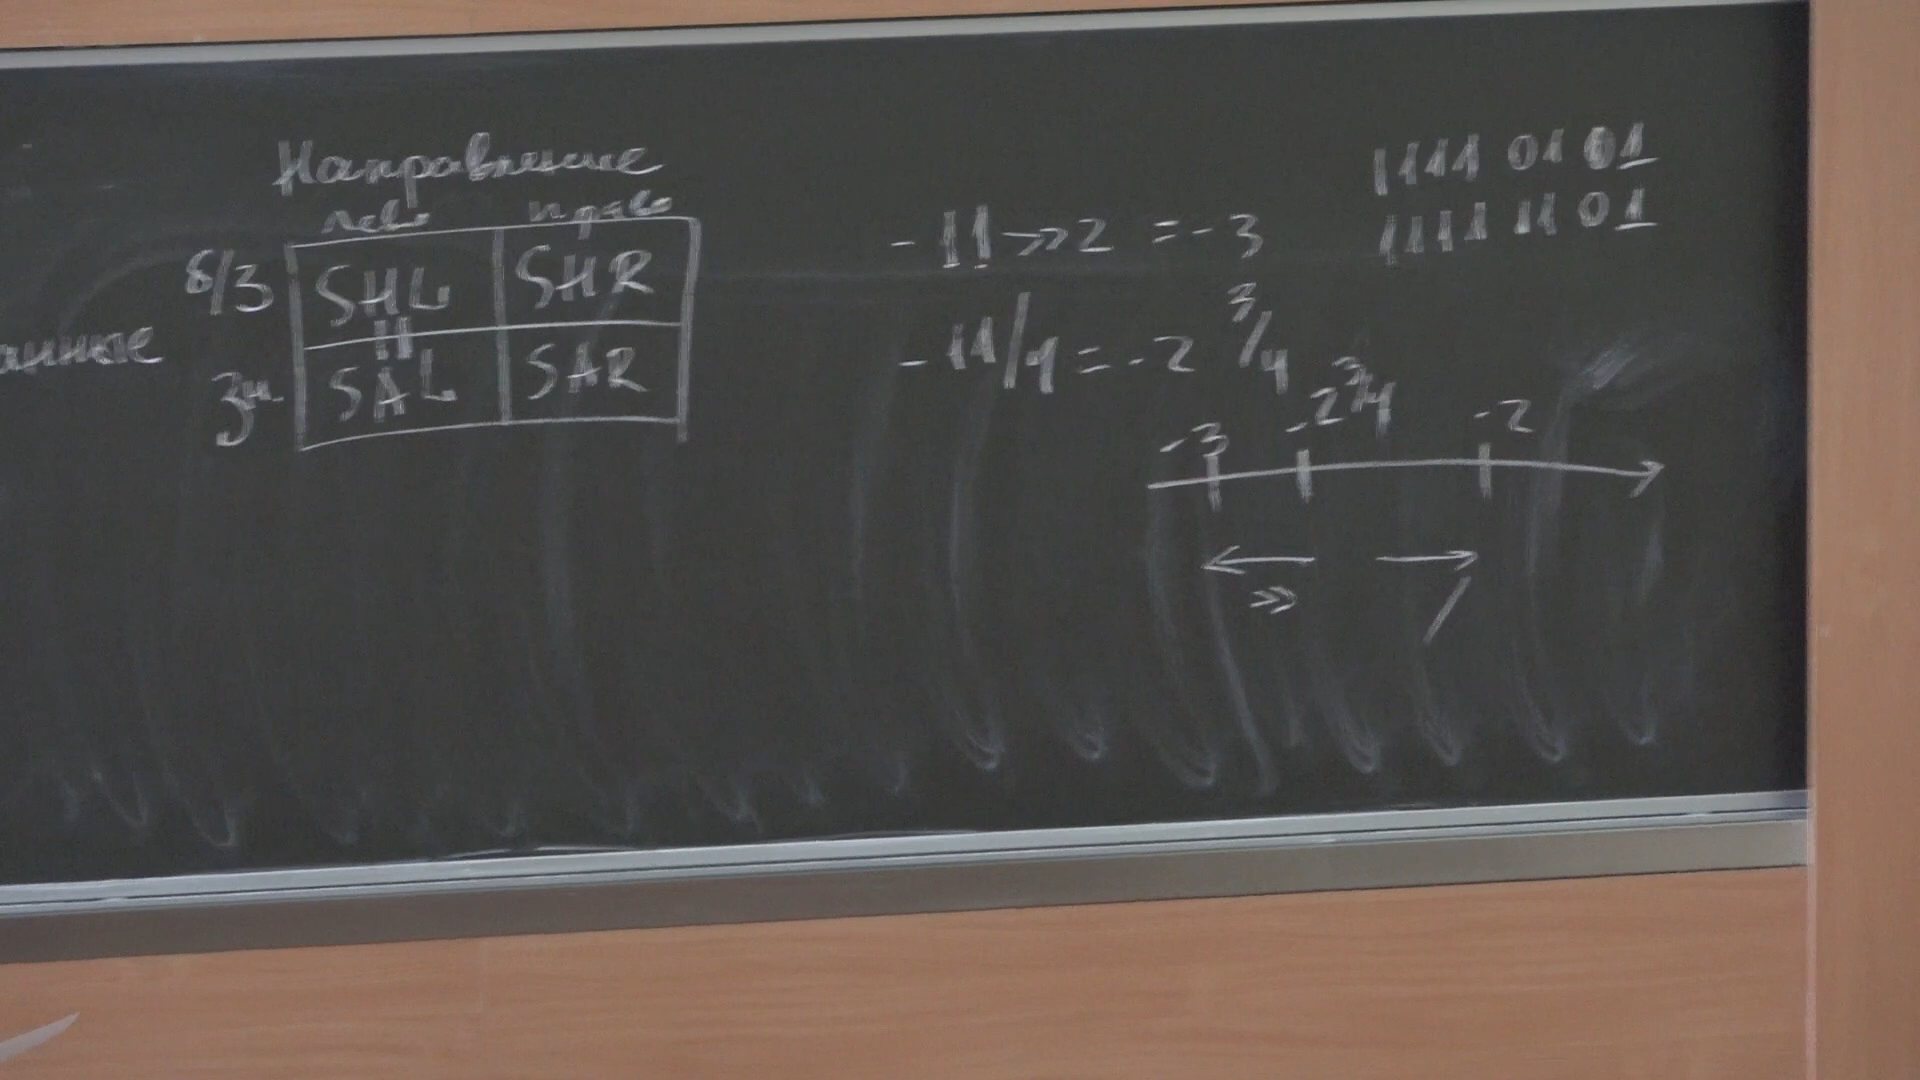 Направление
лево право
б/з SHL SHR
анные
||
зн. SAL SAR
-11 >> 2 = -3
-11/4 = -2 3/4
1111 0101
1111 1101
-3 -2 3/4 -2
>> /